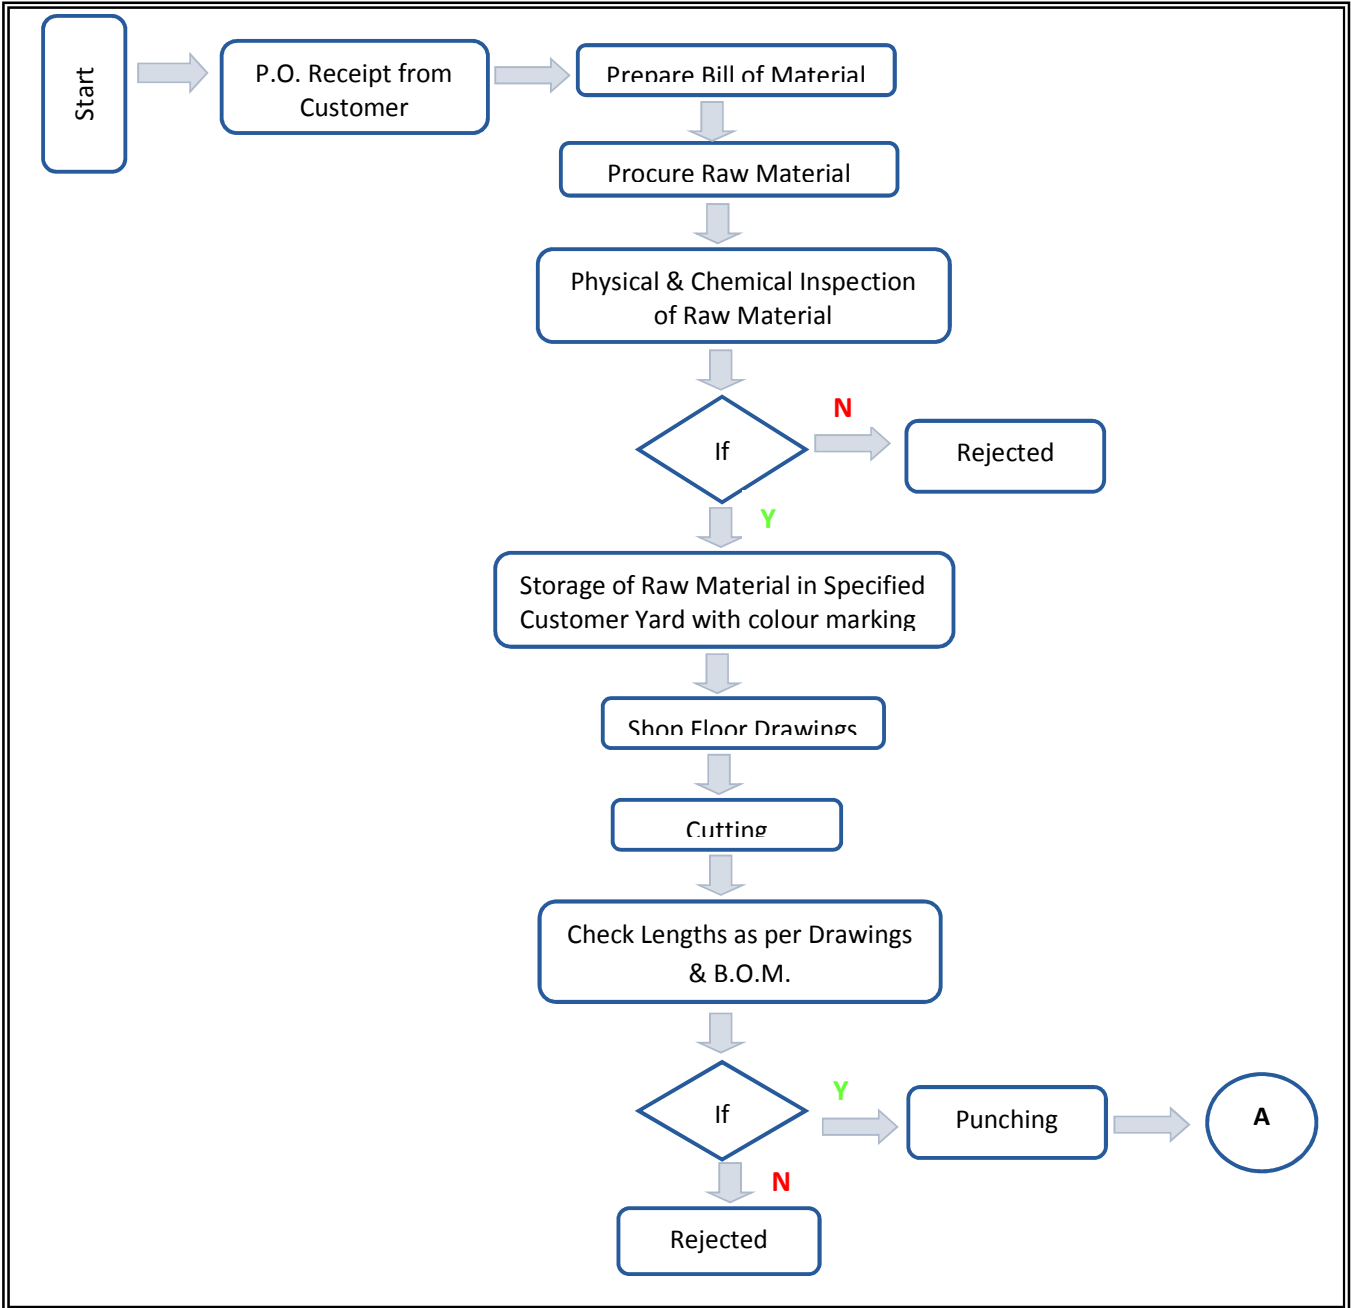 Start
P.O. Receipt from
Customer
Prepare Bill of Material
Procure Raw Material
Physical & Chemical Inspection
of Raw Material
If
N
Rejected
Y
Storage of Raw Material in Specified
Customer Yard with colour marking
Shop Floor Drawings
Cutting
Check Lengths as per Drawings
& B.O.M.
If
Y
Punching
A
N
Rejected